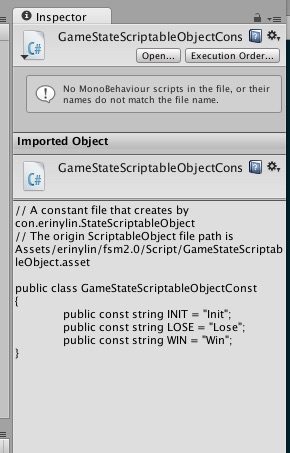 Inspector
GameStateScriptableObjectCons
C#
Open... Execution Order...
No MonoBehaviour scripts in the file, or their
names do not match the file name.
Imported Object
GameStateScriptableObjectCons
C#
// A constant file that creates by
con.erinylin.StateScriptableObject
// The origin ScriptableObject file path is
Assets/erinylin/fsm2.0/Script/GameStateScriptab
leObject.asset
public class GameStateScriptableObjectConst
{
public const string INIT = "Init";
public const string LOSE = "Lose";
public const string WIN = "Win";
}